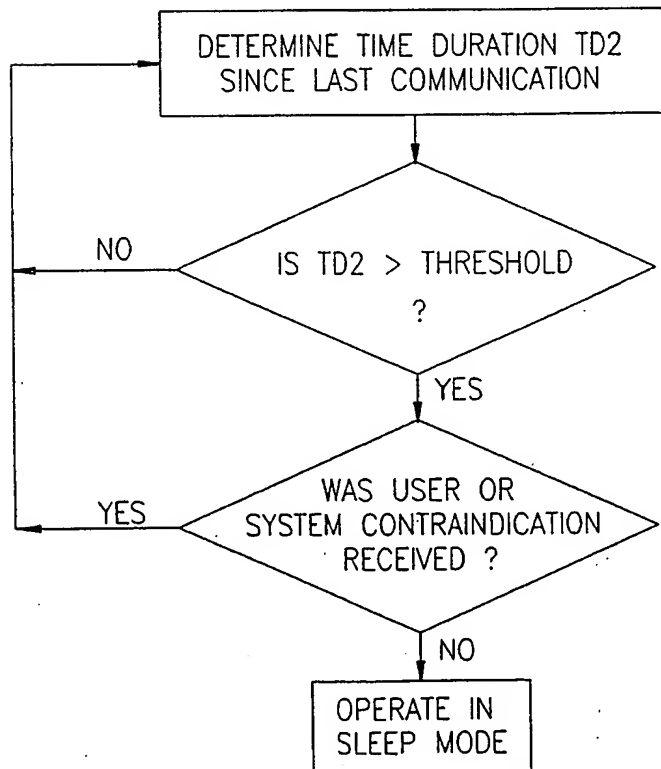 DETERMINE TIME DURATION TD2
SINCE LAST COMMUNICATION
NO
IS TD2 > THRESHOLD
?
YES
YES
WAS USER OR
SYSTEM CONTRAINDICATION
RECEIVED ?
NO
OPERATE IN
SLEEP MODE